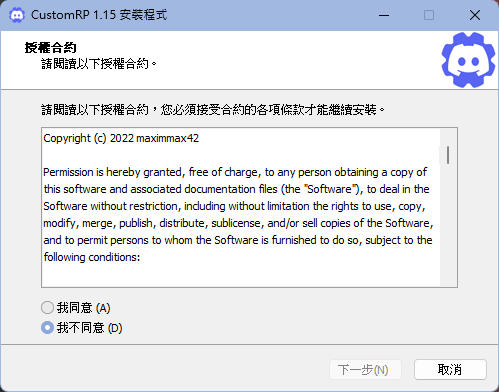 CustomRP 1.15 安裝程式
授權合約
請閱讀以下授權合約。
請閱讀以下授權合約，您必須接受合約的各項條款才能繼續安裝。
Copyright (c) 2022 maximmax42
Permission is hereby granted, free of charge, to any person obtaining a copy of
this software and associated documentation files (the "Software"), to deal in the
Software without restriction, including without limitation the rights to use, copy,
modify, merge, publish, distribute, sublicense, and/or sell copies of the Software,
and to permit persons to whom the Software is furnished to do so, subject to the
following conditions:
我同意 (A)
我不同意 (D)
下一步(N)
取消